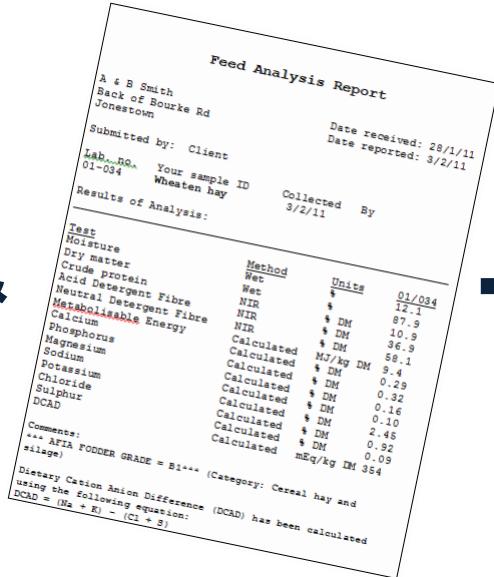 Feed Analysis Report
A & B Smith
Back of Bourke Rd
Jonestown
Date received: 28/1/11
Date reported: 3/2/11
Submitted by: Client
Lab. no. Your sample ID Collected By
01-034 Wheaten hay 3/2/11
Results of Analysis:
Test Method Units 01/034
Moisture Wet % 12.1
Dry matter Wet % 87.9
Crude protein NIR % DM 10.9
Acid Detergent Fibre NIR % DM 36.9
Neutral Detergent Fibre NIR % DM 58.1
Metabolisable Energy Calculated MJ/kg DM 9.4
Calcium Calculated % DM 0.29
Phosphorus Calculated % DM 0.32
Magnesium Calculated % DM 0.16
Sodium Calculated % DM 0.10
Potassium Calculated % DM 2.45
Chloride Calculated % DM 0.92
Sulphur Calculated % DM 0.09
DCAD Calculated mEq/kg DM 354
Comments:
*** AFIA FODDER GRADE = B1*** (Category: Cereal hay and
silage)
Dietary Cation Anion Difference (DCAD) has been calculated
using the following equation:
DCAD = (Na + K) - (Cl + S)